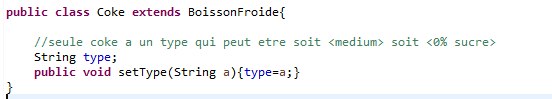 public class Coke extends BoissonFroide{
//seule coke a un type qui peut etre soit <medium> soit <0% sucre>
String type;
public void setType(String a){type=a;}
}